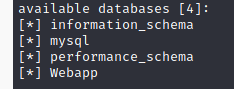 available databases [4]:
[*] information_schema
[*] mysql
[*] performance_schema
[*] Webapp